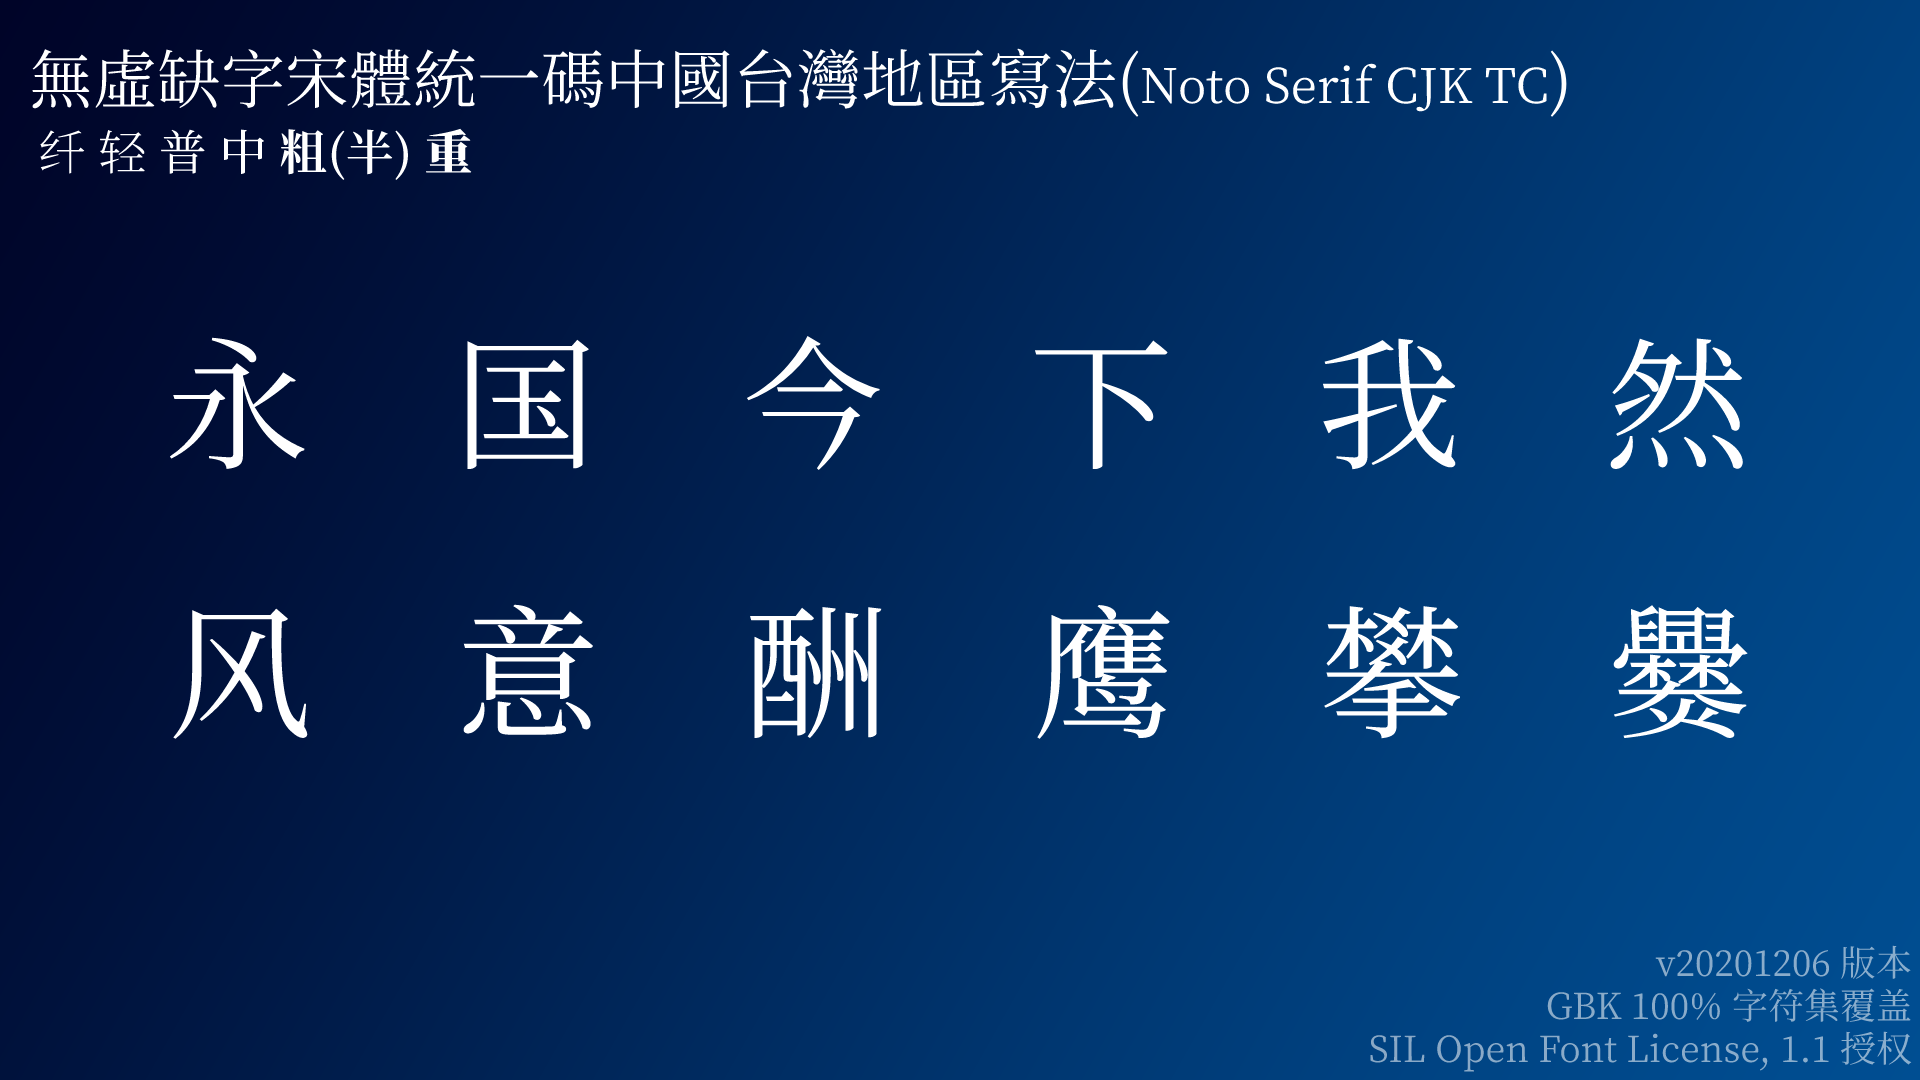 無虛缺字宋體統一碼中國台灣地區寫法(Noto Serif CJK TC)
纤 轻 普 中 粗(半) 重
永 国 今 下 我 然
风 意 酬 鹰 攀 爨
v20201206 版本
GBK 100% 字符集覆盖
SIL Open Font License, 1.1 授权